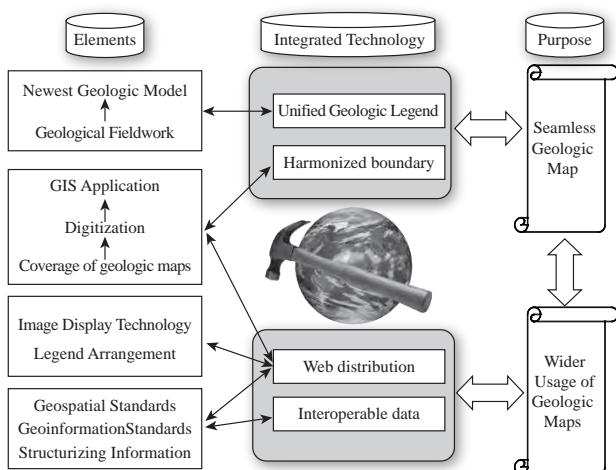 Elements
Integrated Technology
Purpose
Newest Geologic Model
Geological Fieldwork
GIS Application
Digitization
Coverage of geologic maps
Image Display Technology
Legend Arrangement
Geospatial Standards
GeoinformationStandards
Structurizing Information
Unified Geologic Legend
Harmonized boundary
Web distribution
Interoperable data
Seamless
Geologic
Map
Wider
Usage of
Geologic
Maps